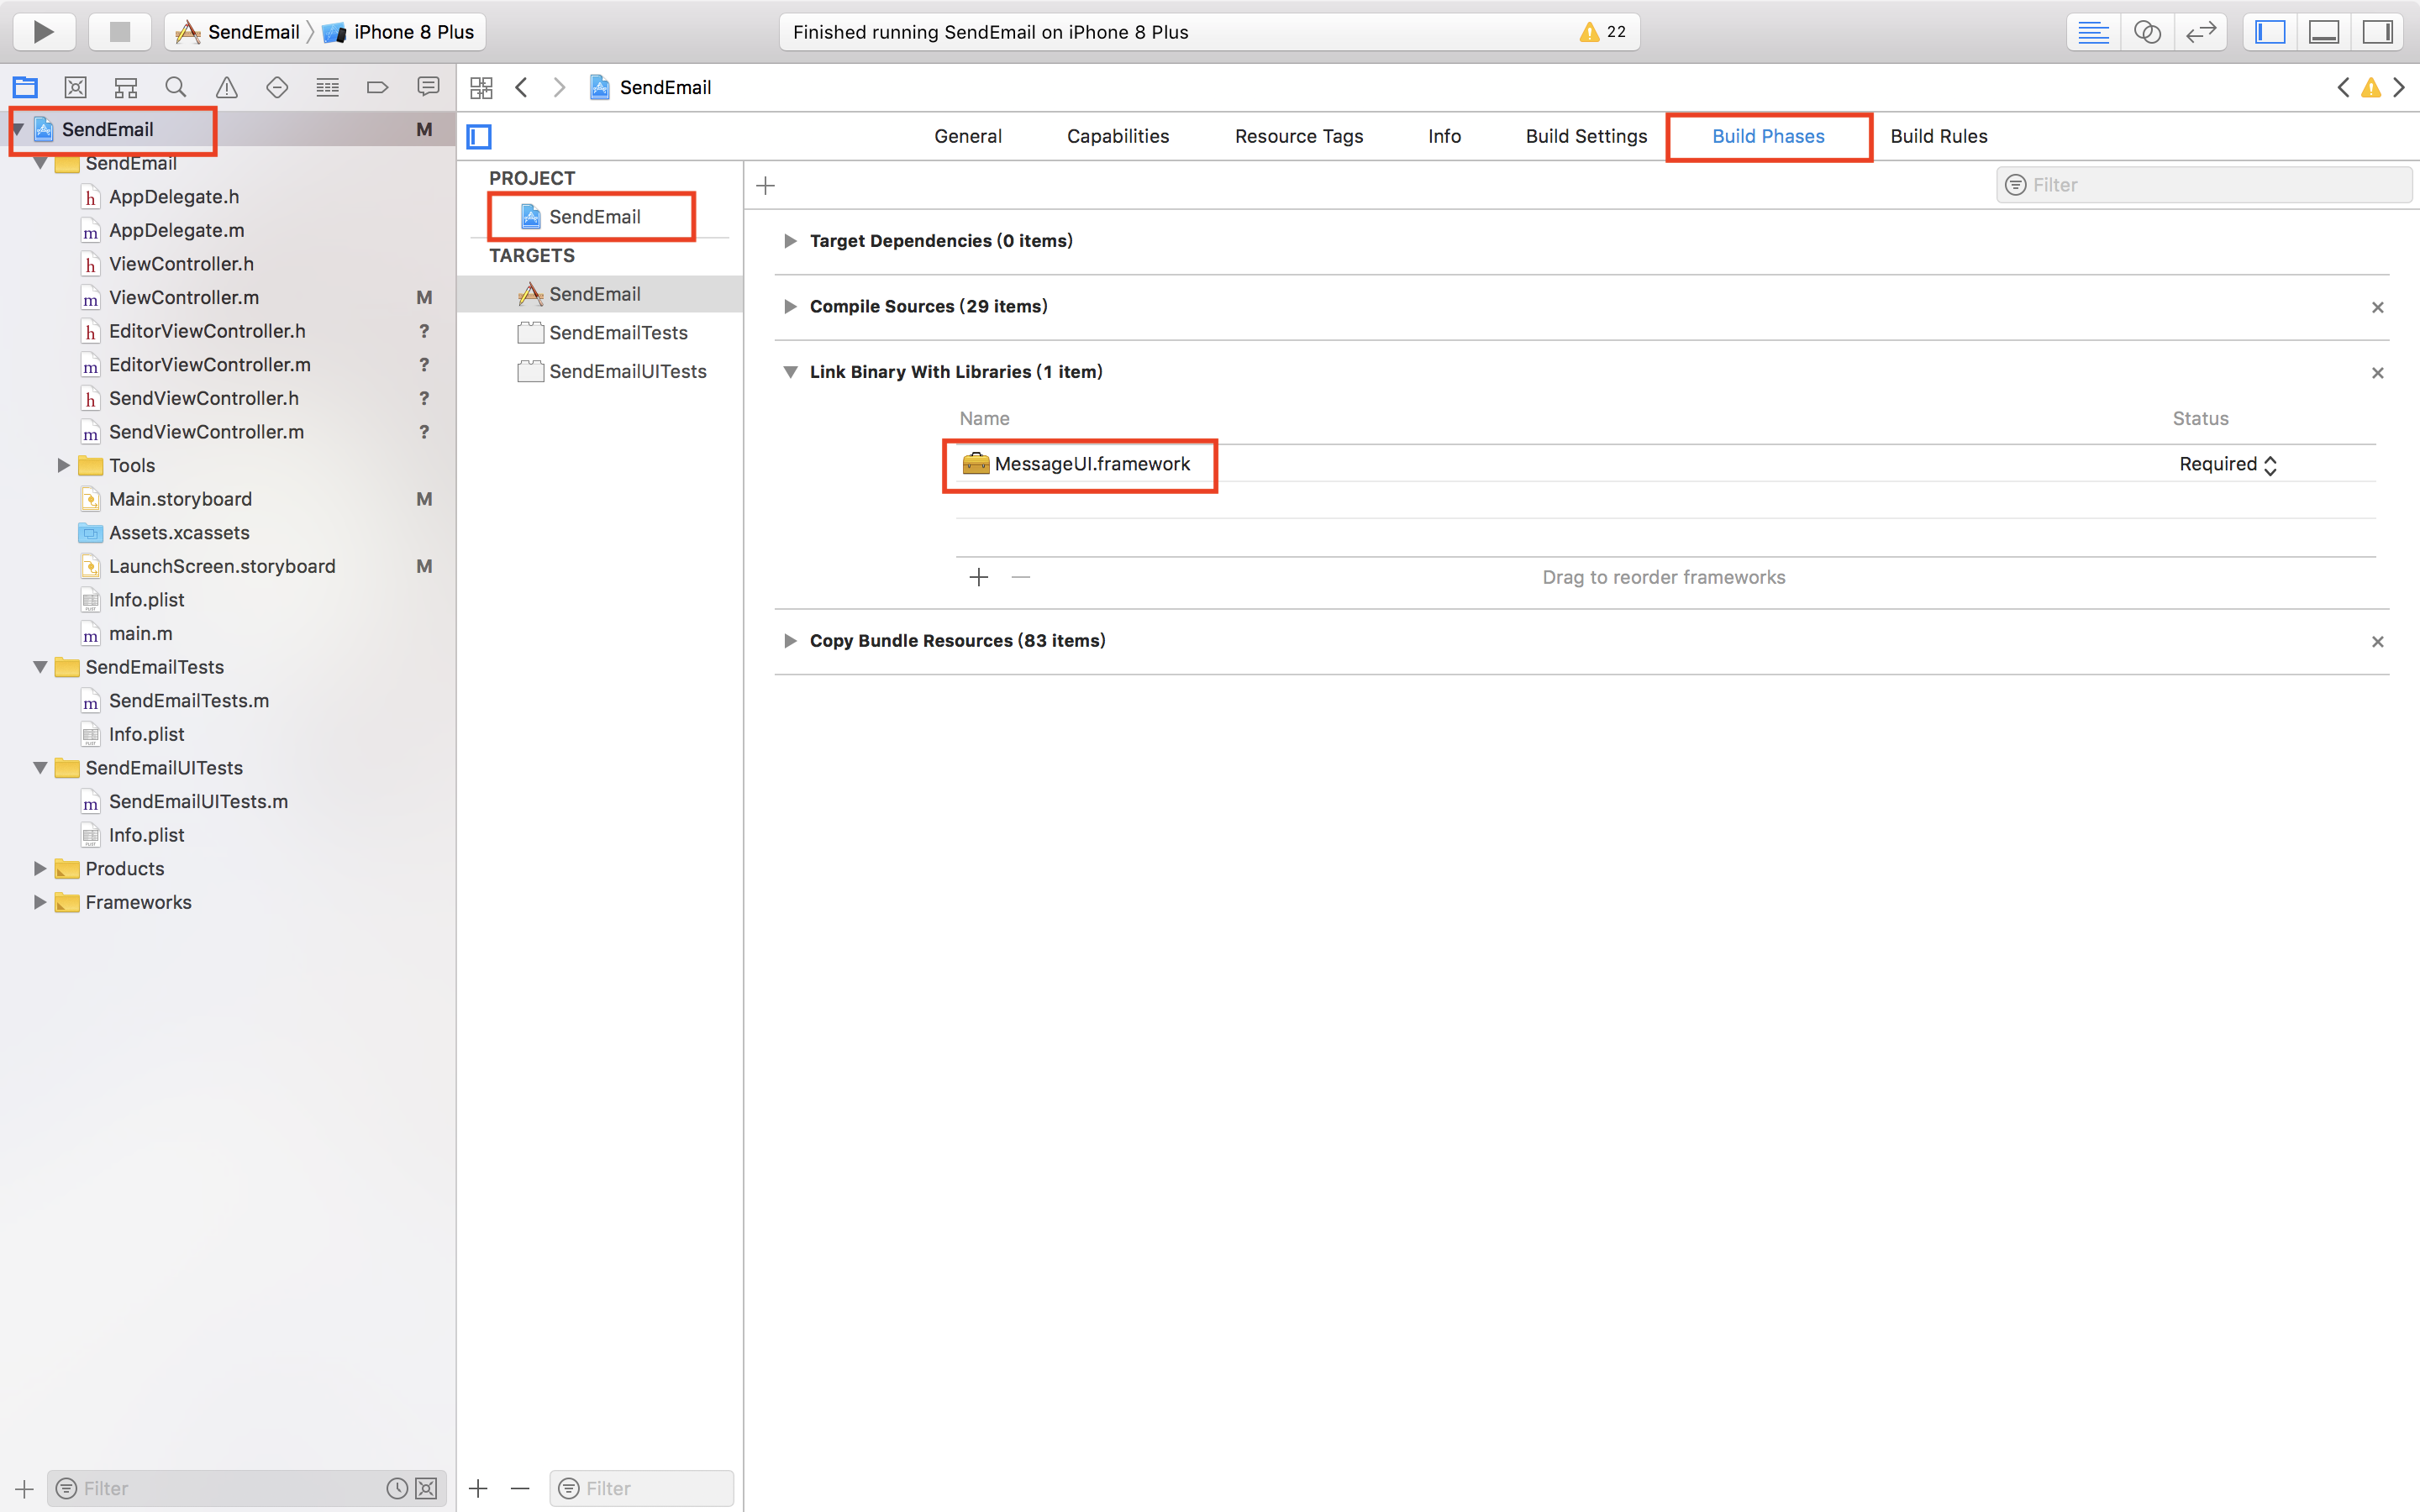 SendEmail 〉 iPhone 8 Plus
Finished running SendEmail on iPhone 8 Plus
22
SendEmail
SendEmail M
SendEmail
AppDelegate.h
AppDelegate.m
ViewController.h
ViewController.m M
EditorViewController.h ?
EditorViewController.m ?
SendViewController.h ?
SendViewController.m ?
Tools
Main.storyboard M
Assets.xcassets
LaunchScreen.storyboard M
Info.plist
main.m
SendEmailTests
SendEmailTests.m
Info.plist
SendEmailUITests
SendEmailUITests.m
Info.plist
Products
Frameworks
Filter
General Capabilities Resource Tags Info Build Settings Build Phases Build Rules
PROJECT
SendEmail
TARGETS
SendEmail
SendEmailTests
SendEmailUITests
Filter
Filter
Target Dependencies (0 items)
Compile Sources (29 items)
Link Binary With Libraries (1 item)
Name Status
MessageUI.framework Required
Drag to reorder frameworks
Copy Bundle Resources (83 items)